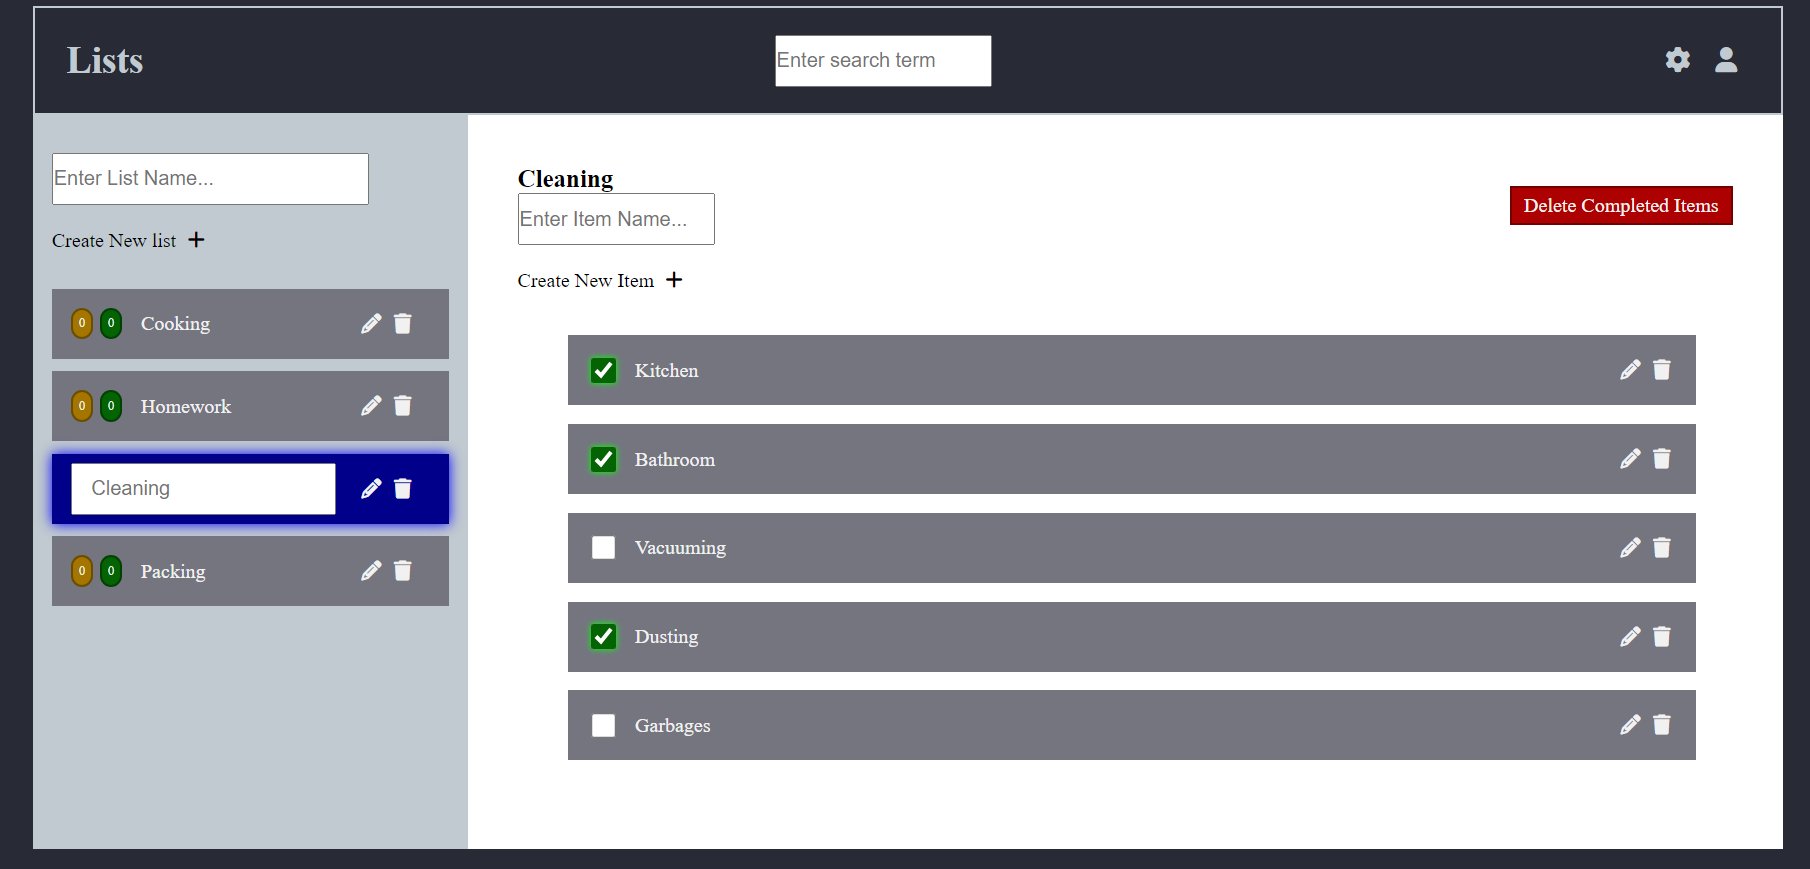 Lists
Enter search term
Enter List Name...
Create New list
0 0 Cooking
0 0 Homework
Cleaning
0 0 Packing
Cleaning
Enter Item Name...
Create New Item
Delete Completed Items
Kitchen
Bathroom
Vacuuming
Dusting
Garbages